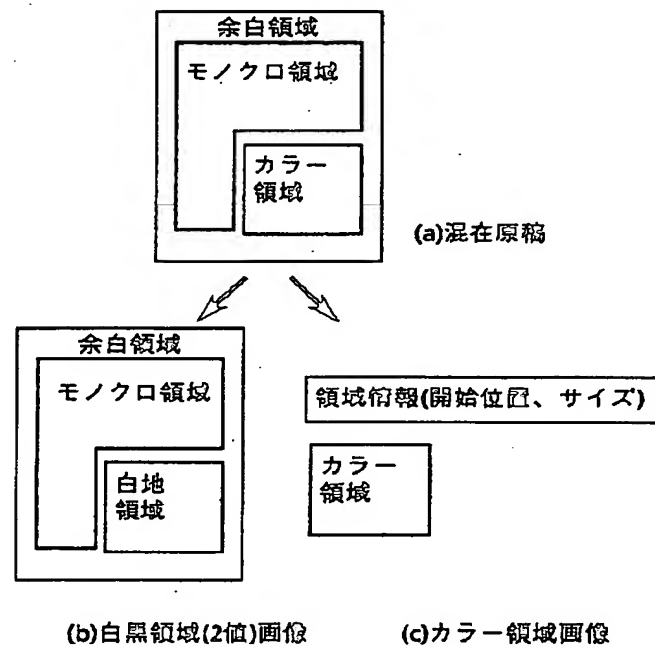 余白領域
モノクロ領域
カラー
領域
(a)混在原稿
余白領域
モノクロ領域
白地
領域
領域情報(開始位置、サイズ)
カラー
領域
(b)白黒領域(2値)画像
(c)カラー領域画像